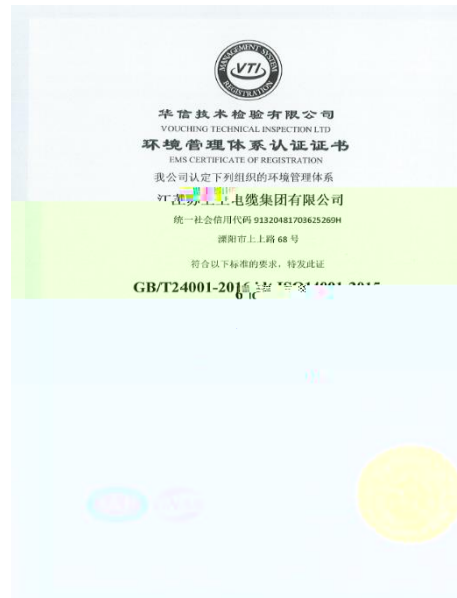 MANAGEMENT SYSTEM
VTI
REGISTRATION
华信技术检验有限公司
VOUCHING TECHNICAL INSPECTION LTD
环境管理体系认证证书
EMS CERTIFICATE OF REGISTRATION
我公司认定下列组织的环境管理体系
电缆集团有限公司
统一社会信用代码 91320481703625269H
溧阳市上上路 68 号
符合以下标准的要求，特发此证
GB/T24001-201